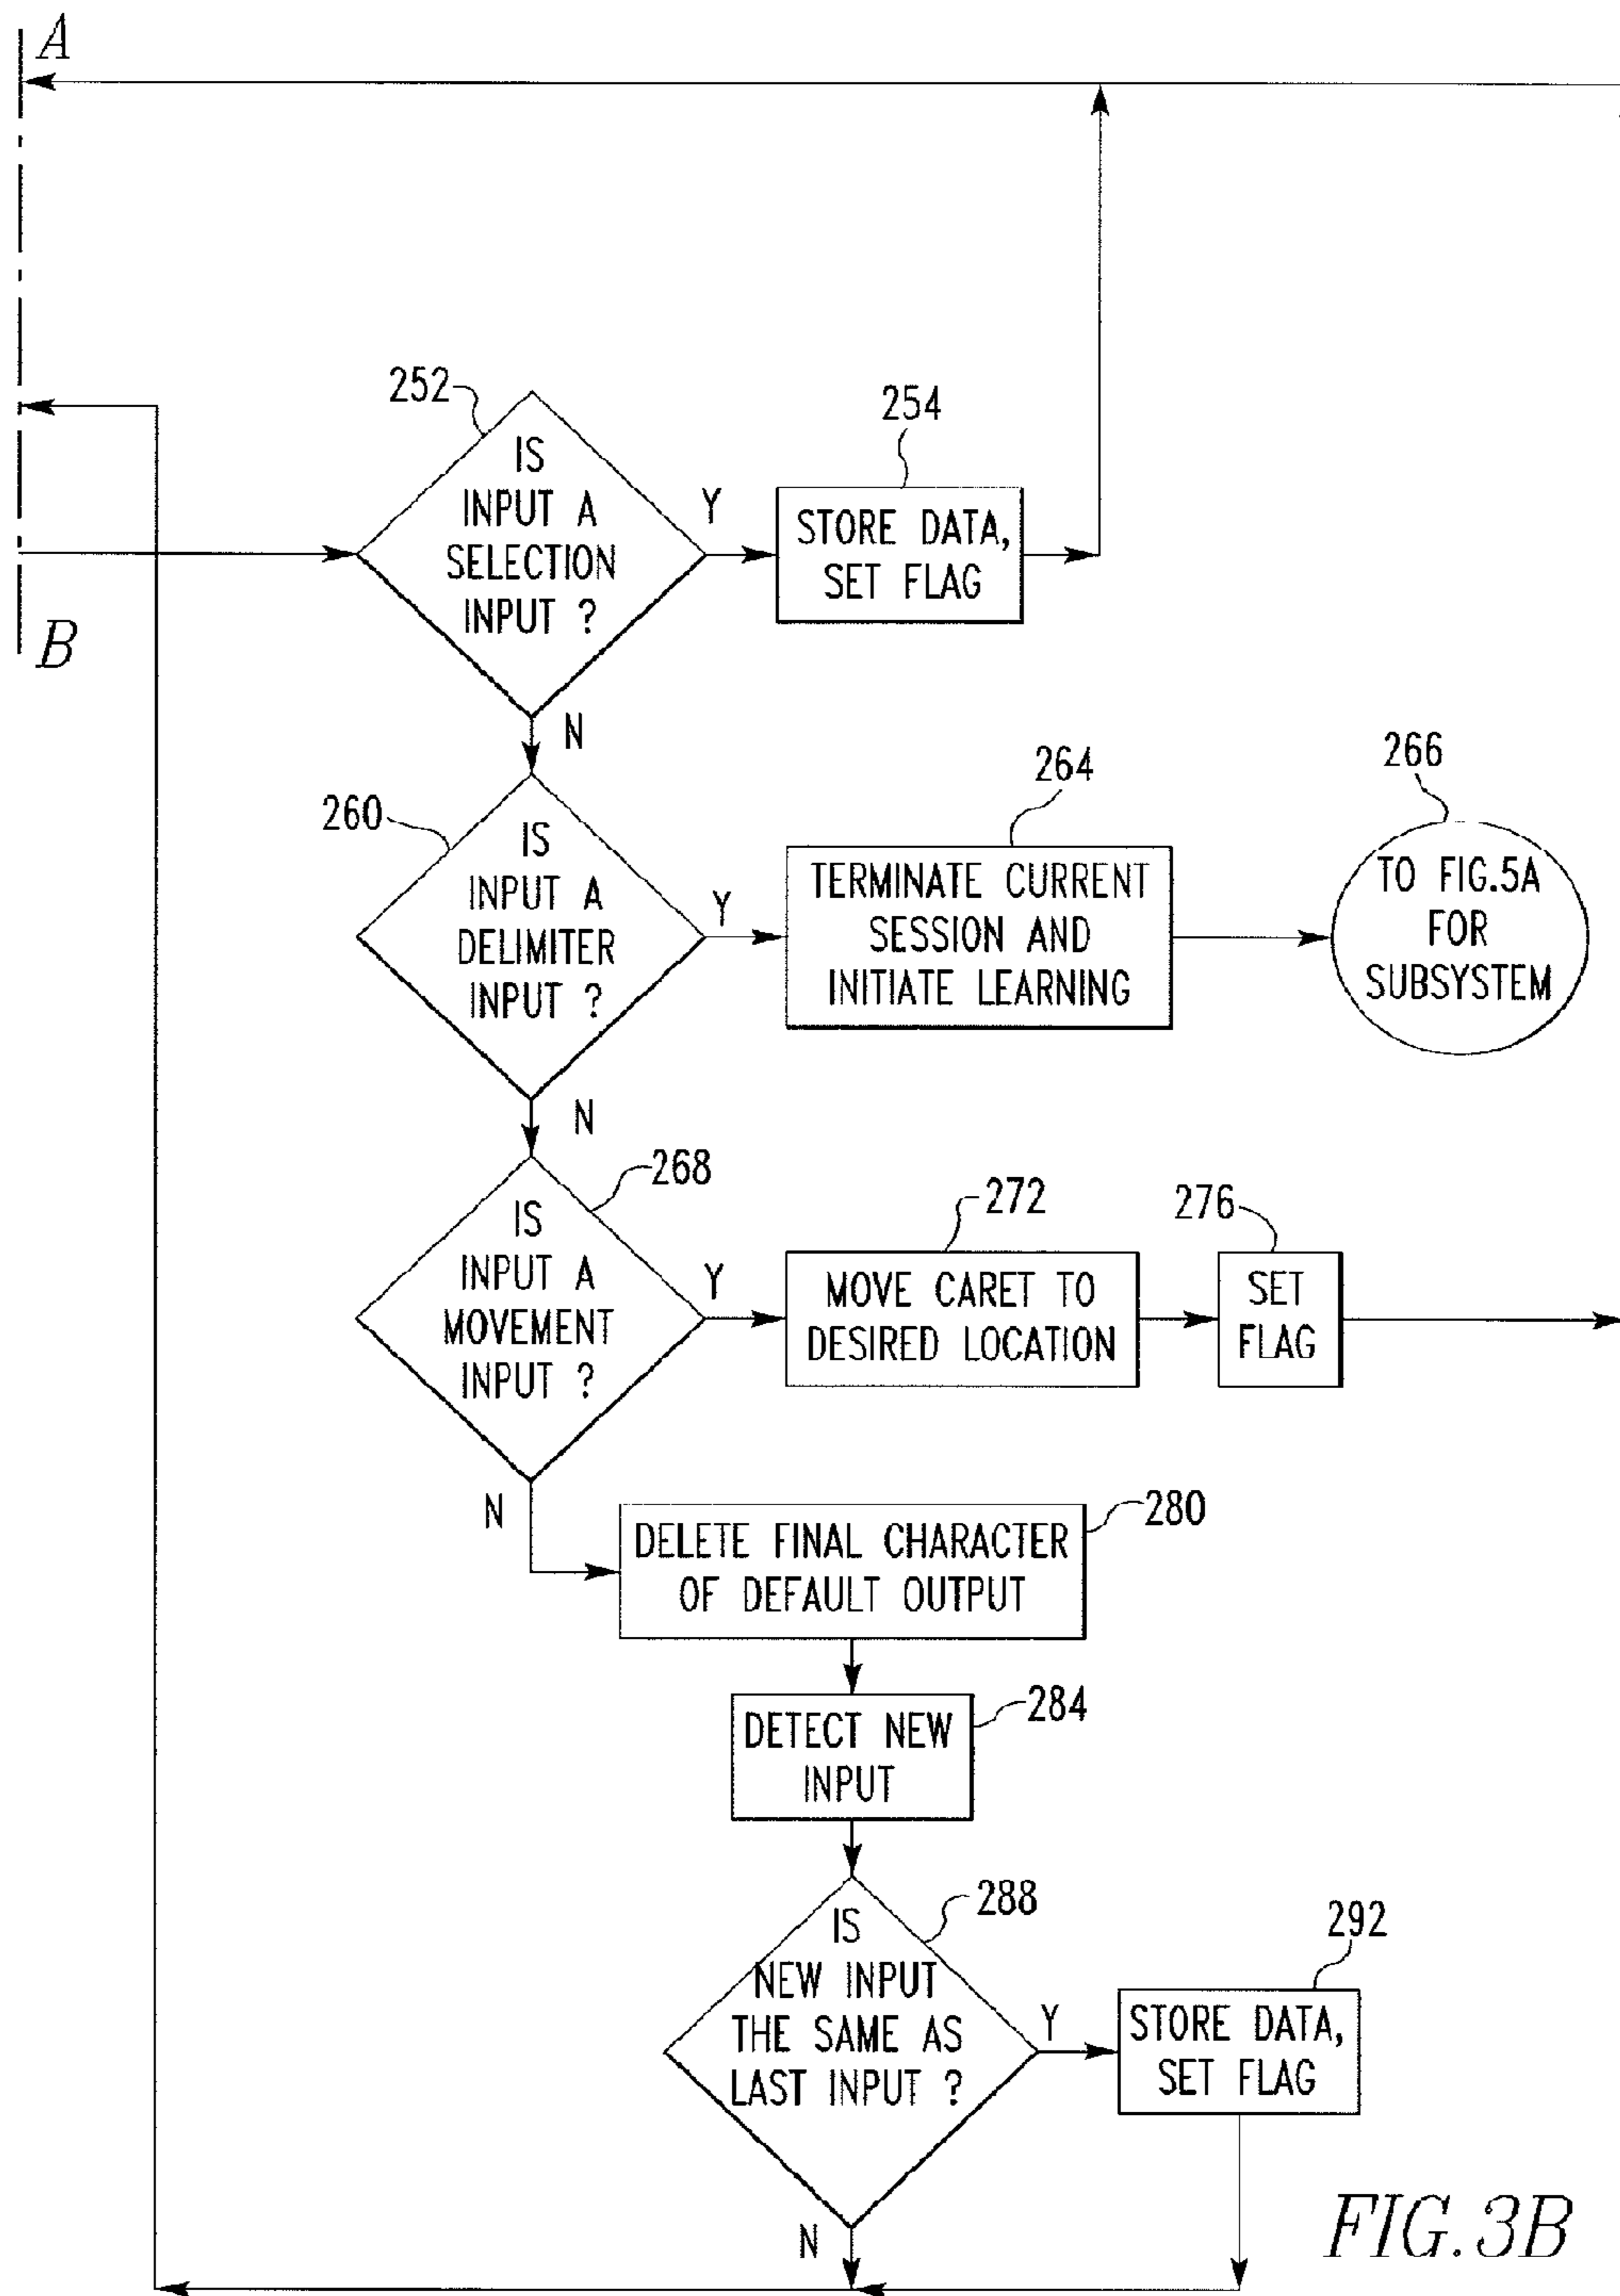 A
252
IS
INPUT A
SELECTION
INPUT ?
Y
254
STORE DATA,
SET FLAG
B
N
260
IS
INPUT A
DELIMITER
INPUT ?
Y
264
TERMINATE CURRENT
SESSION AND
INITIATE LEARNING
266
TO FIG.5A
FOR
SUBSYSTEM
N
268
IS
INPUT A
MOVEMENT
INPUT ?
Y
272
MOVE CARET TO
DESIRED LOCATION
276
SET
FLAG
N
280
DELETE FINAL CHARACTER
OF DEFAULT OUTPUT
284
DETECT NEW
INPUT
288
IS
NEW INPUT
THE SAME AS
LAST INPUT ?
Y
292
STORE DATA,
SET FLAG
N
FIG.3B